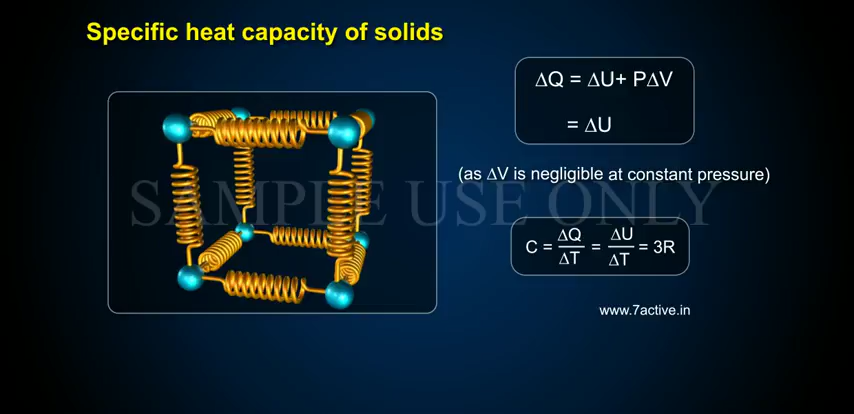 Specific heat capacity of solids
ΔQ = ΔU+ PΔV
= ΔU
(as ΔV is negligible at constant pressure)
SAMPLE USE ONLY
C = ΔQ/ΔT = ΔU/ΔT = 3R
www.7active.in